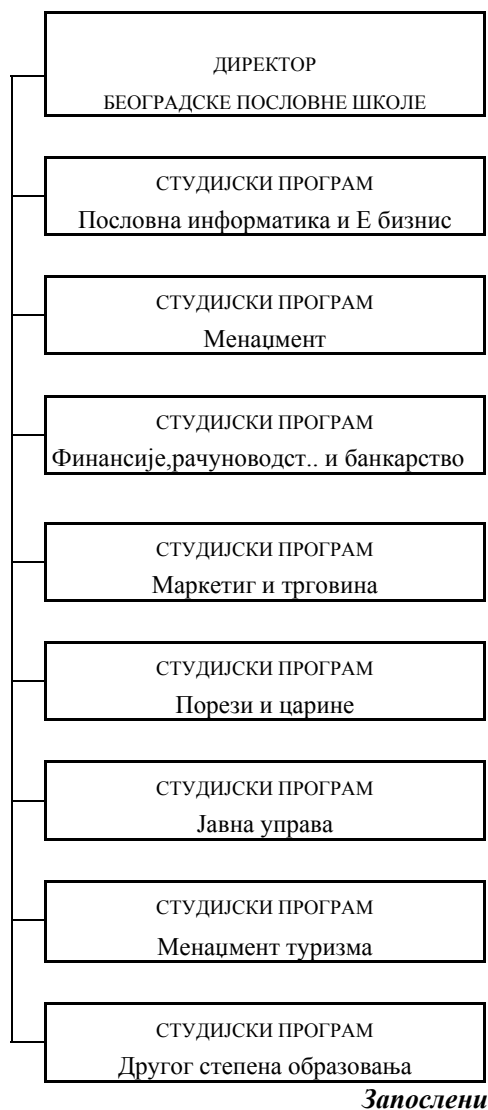 ДИРЕКТОР
БЕОГРАДСКЕ ПОСЛОВНЕ ШКОЛЕ
СТУДИЈСКИ ПРОГРАМ
Пословна информатика и Е бизнис
СТУДИЈСКИ ПРОГРАМ
Менаџмент
СТУДИЈСКИ ПРОГРАМ
Финансије,рачуноводст.. и банкарство
СТУДИЈСКИ ПРОГРАМ
Маркетиг и трговина
СТУДИЈСКИ ПРОГРАМ
Порези и царине
СТУДИЈСКИ ПРОГРАМ
Јавна управа
СТУДИЈСКИ ПРОГРАМ
Менаџмент туризма
СТУДИЈСКИ ПРОГРАМ
Другог степена образовања
Запослени